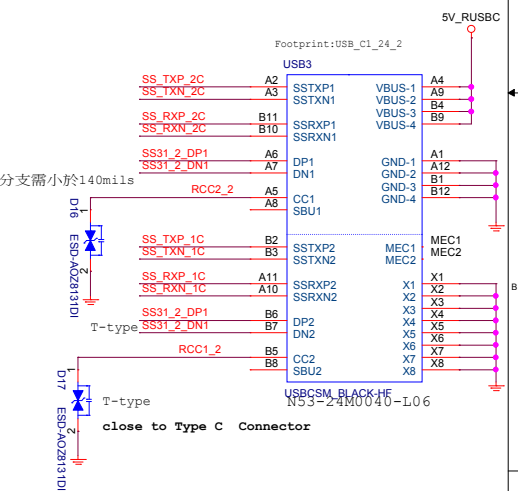 5V_RUSBC
Footprint:USB_C1_24_2
USB3
SS_TXP_2C A2 SSTXP1 VBUS-1 A4
SS_TXN_2C A3 SSTXN1 VBUS-2 A9
VBUS-3 B4
SS_RXP_2C B11 SSRXP1 VBUS-4 B9
SS_RXN_2C B10 SSRXN1
SS31_2_DP1 A6 DP1 GND-1 A1
SS31_2_DN1 A7 DN1 GND-2 A12
分支需小於140mils
GND-3 B1
RCC2_2 A5 CC1 GND-4 B12
A8 SBU1
D16
1
2
ESD-AOZ8131DI
SS_TXP_1C B2 SSTXP2 MEC1 MEC1
SS_TXN_1C B3 SSTXN2 MEC2 MEC2
SS_RXP_1C A11 SSRXP2 X1 X1
SS_RXN_1C A10 SSRXN2 X2 X2
X3 X3
SS31_2_DP1 B6 DP2 X4 X4
T-type SS31_2_DN1 B7 DN2 X5 X5
X6 X6
RCC1_2 B5 CC2 X7 X7
B8 SBU2 X8 X8
B
D17
1
2
ESD-AOZ8131DI
USBCSM_BLACK-HF
N53-24M0040-L06
T-type
close to Type C Connector